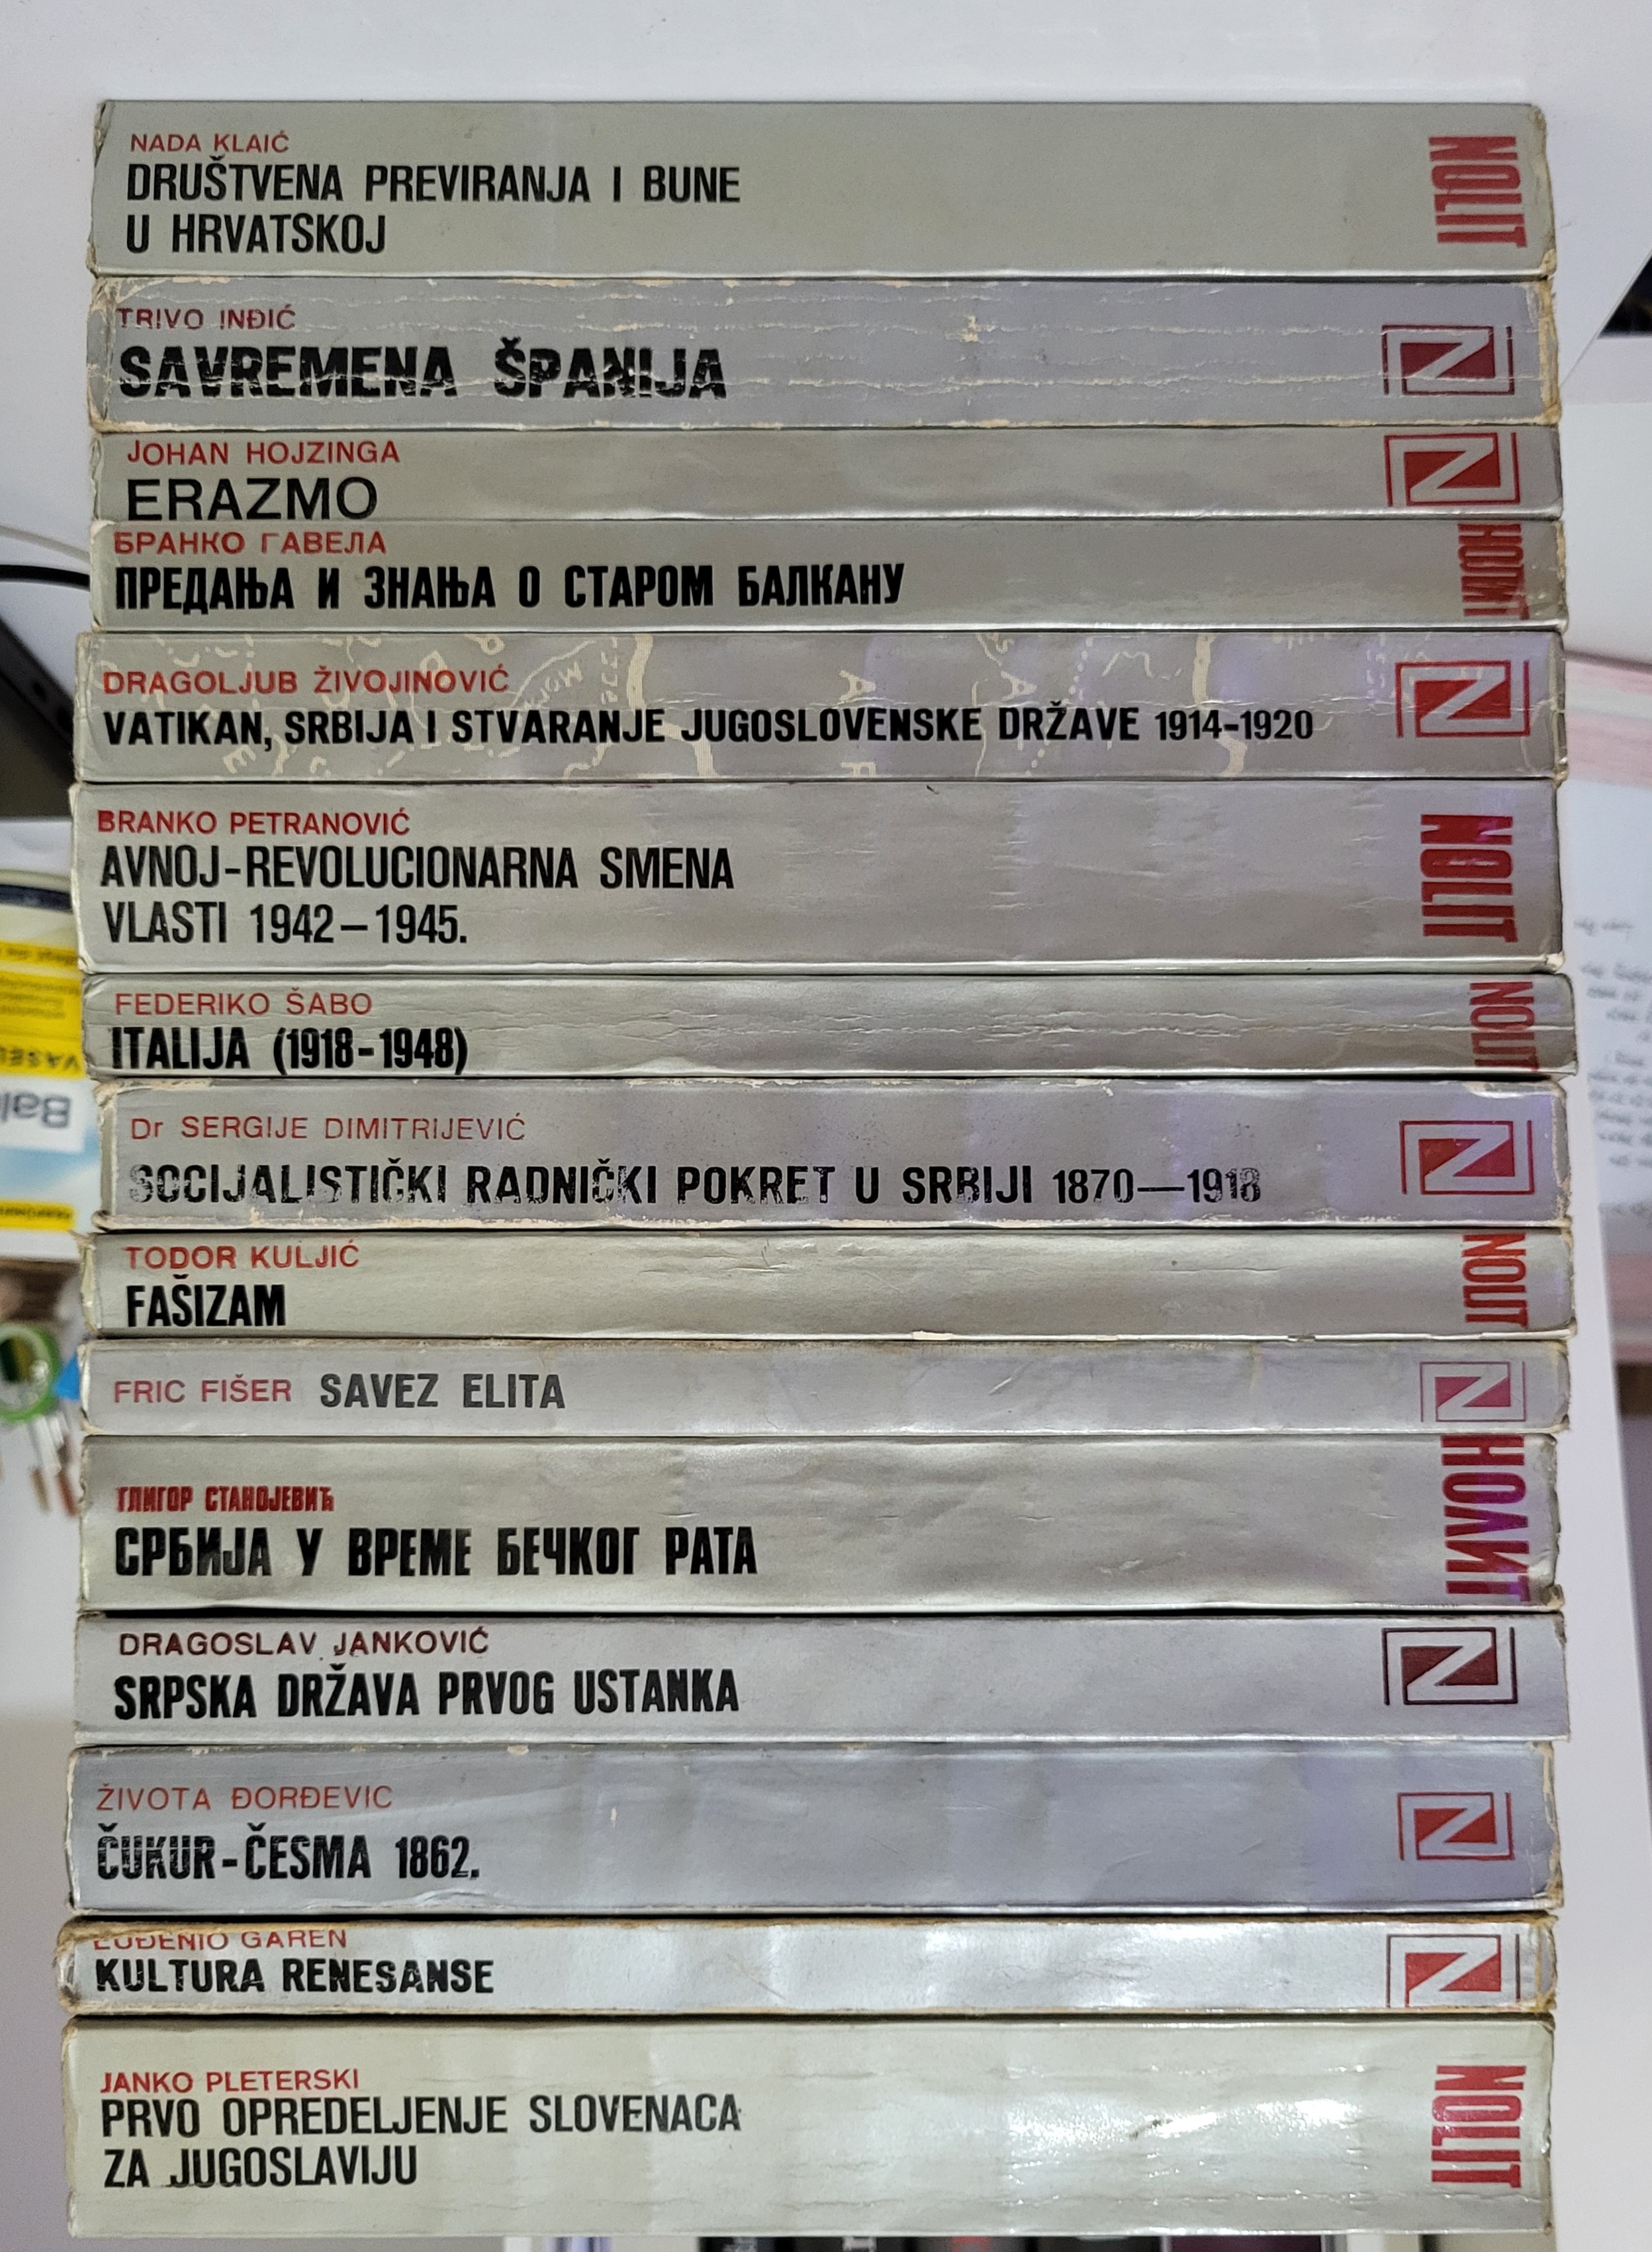 NADA KLAIĆ
DRUŠTVENA PREVIRANJA I BUNE
U HRVATSKOJ
NOLIT
TRIVO INĐIĆ
SAVREMENA ŠPANIJA
N
JOHAN HOJZINGA
ERAZMO
N
БРАНКО ГАВЕЛА
ПРЕДАЊА И ЗНАЊА О СТАРОМ БАЛКАНУ
НОЛИТ
DRAGOLJUB ŽIVOJINOVIĆ
VATIKAN, SRBIJA I STVARANJE JUGOSLOVENSKE DRŽAVE 1914-1920
N
BRANKO PETRANOVIĆ
AVNOJ-REVOLUCIONARNA SMENA
VLASTI 1942–1945.
NOLIT
FEDERIKO ŠABO
ITALIJA (1918-1948)
NOLIT
Dr SERGIJE DIMITRIJEVIĆ
SOCIJALISTIČKI RADNIČKI POKRET U SRBIJI 1870—1918
N
TODOR KULJIĆ
FAŠIZAM
NOLIT
FRIC FIŠER SAVEZ ELITA
N
ГЛИГОР СТАНОЈЕВИЋ
СРБИЈА У ВРЕМЕ БЕЧКОГ РАТА
НОЛИТ
DRAGOSLAV JANKOVIĆ
SRPSKA DRŽAVA PRVOG USTANKA
N
ŽIVOTA ĐORĐEVIC
ČUKUR-ČESMA 1862.
N
EUĐENIO GAREN
KULTURA RENESANSE
N
JANKO PLETERSKI
PRVO OPREDELJENJE SLOVENACA
ZA JUGOSLAVIJU
NOLIT